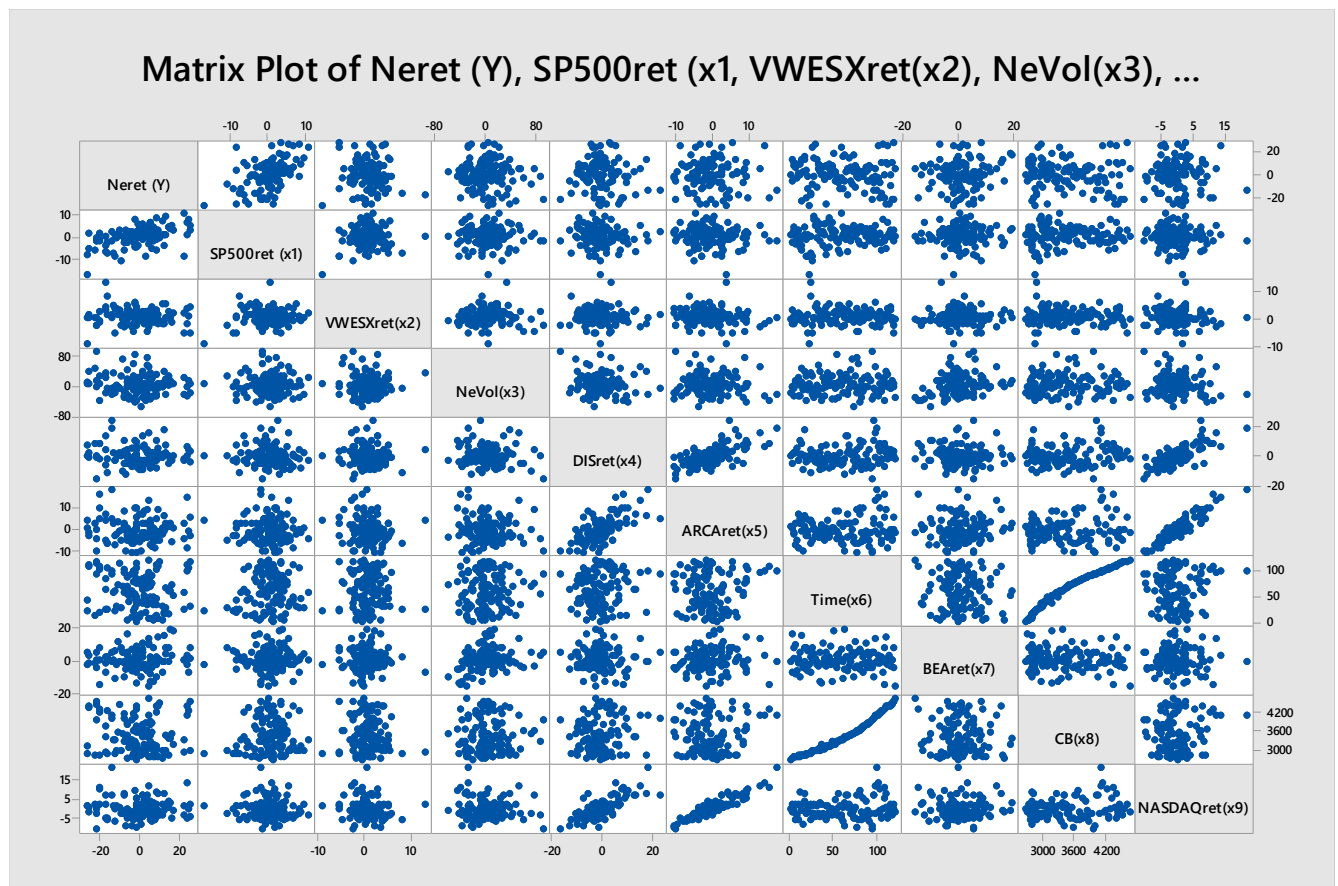 Matrix Plot of Neret (Y), SP500ret (x1, VWESXret(x2), NeVol(x3), ...
-10 0 10 -80 0 80 -10 0 10 -20 0 20 -5 5 15
Neret (Y)
20
0
-20
10
0
-10
SP500ret (x1)
VWESXret(x2)
10
0
-10
80
0
-80
NeVol(x3)
DISret(x4)
20
0
-20
10
0
-10
ARCAret(x5)
Time(x6)
100
50
0
20
0
-20
BEAret(x7)
CB(x8)
4200
3600
3000
15
5
-5
NASDAQret(x9)
-20 0 20 -10 0 10 -20 0 20 0 50 100 3000 3600 4200